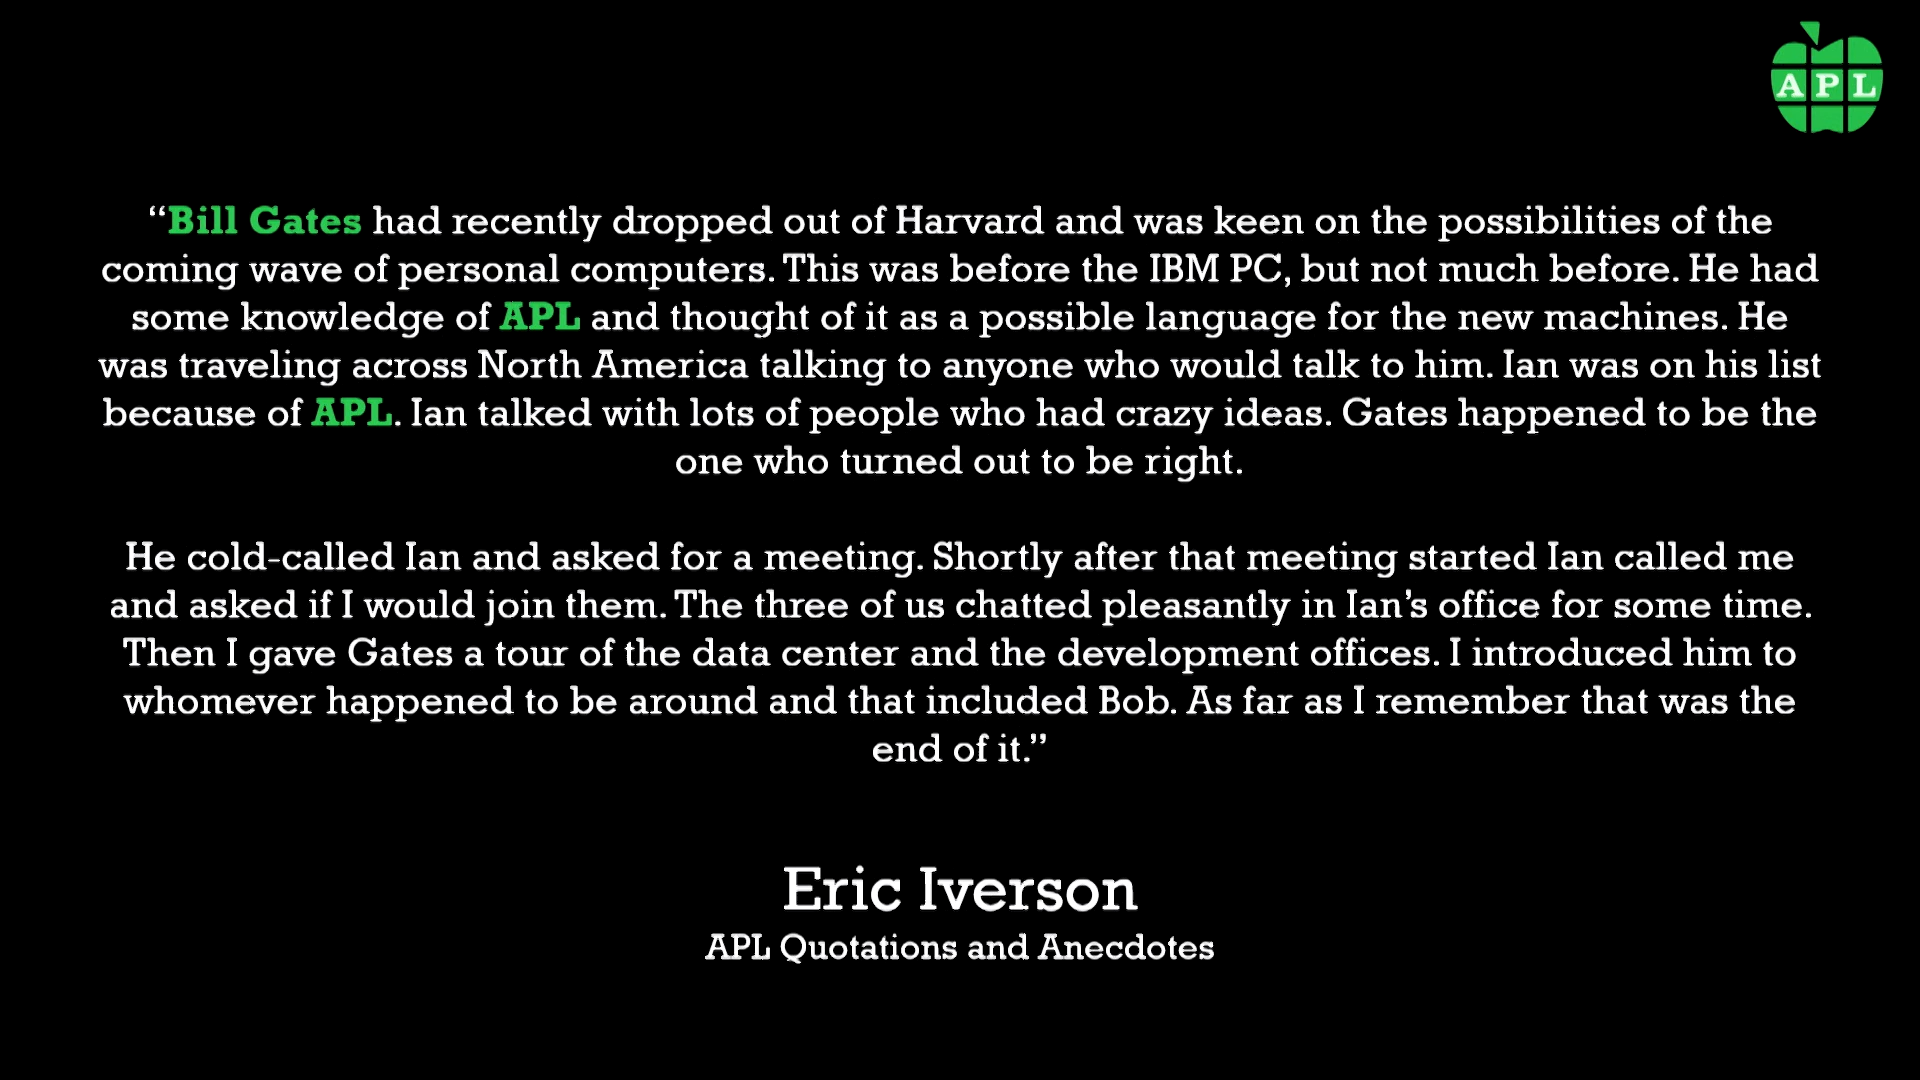 APL
“Bill Gates had recently dropped out of Harvard and was keen on the possibilities of the
coming wave of personal computers. This was before the IBM PC, but not much before. He had
some knowledge of APL and thought of it as a possible language for the new machines. He
was traveling across North America talking to anyone who would talk to him. Ian was on his list
because of APL. Ian talked with lots of people who had crazy ideas. Gates happened to be the
one who turned out to be right.
He cold-called Ian and asked for a meeting. Shortly after that meeting started Ian called me
and asked if I would join them. The three of us chatted pleasantly in Ian’s office for some time.
Then I gave Gates a tour of the data center and the development offices. I introduced him to
whomever happened to be around and that included Bob. As far as I remember that was the
end of it.”
Eric Iverson
APL Quotations and Anecdotes